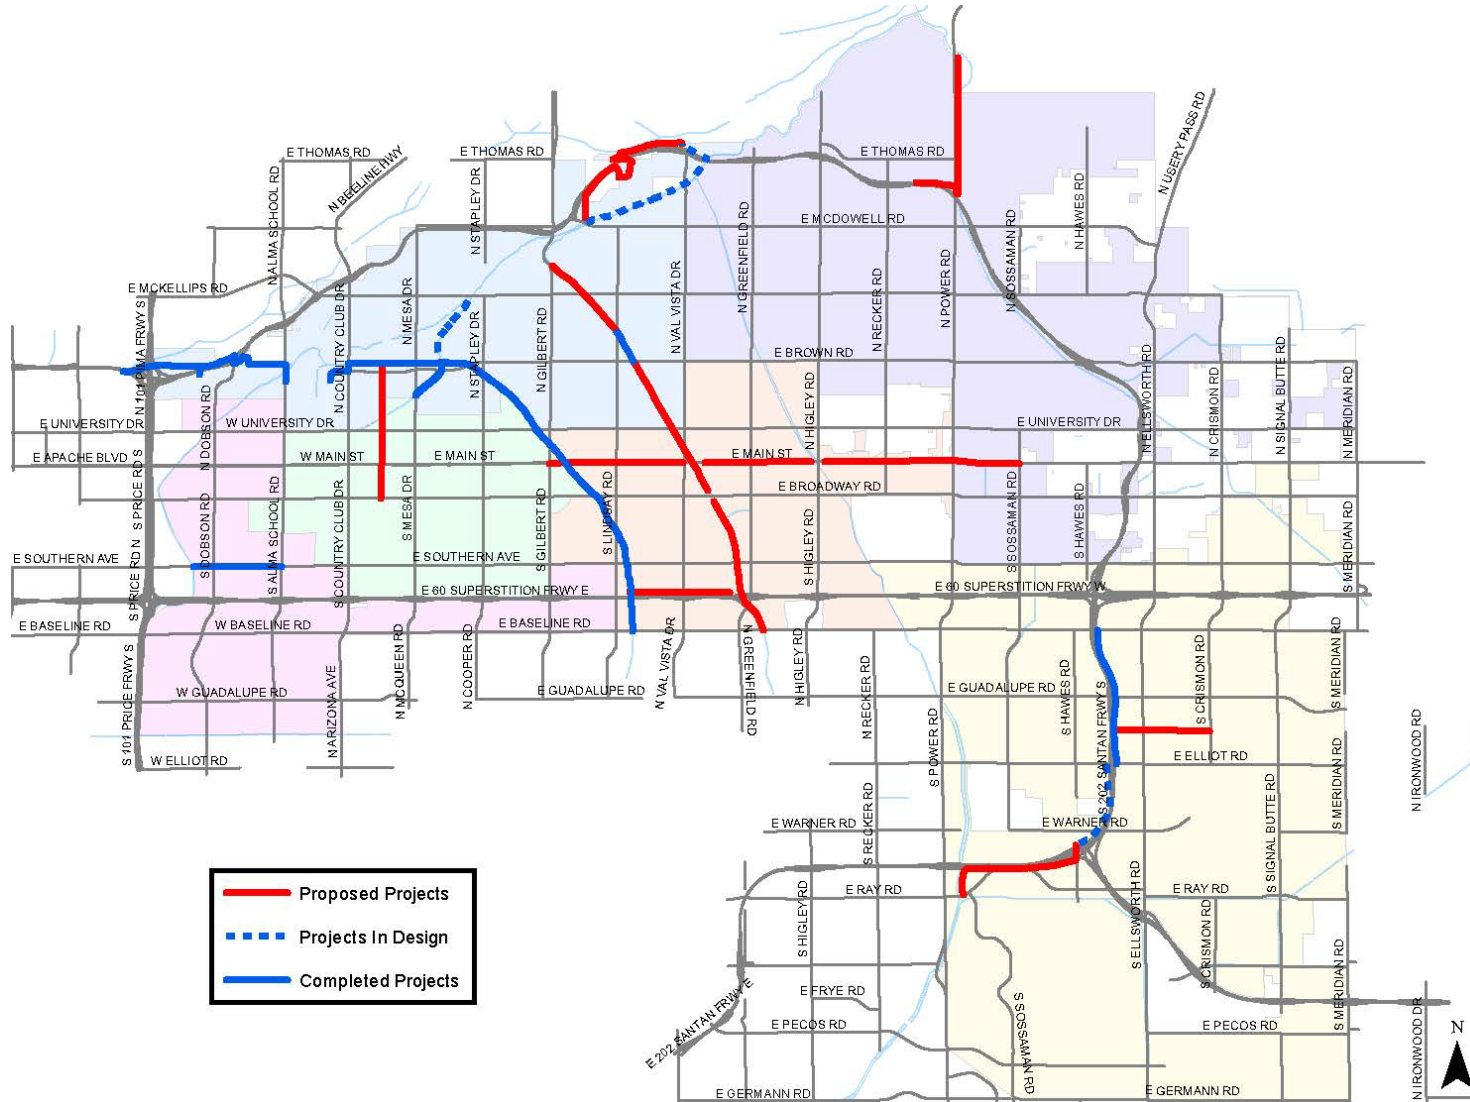 N USERY PASS RD
E THOMAS RD
N BEELINE HWY
E THOMAS RD
E THOMAS RD
N ALMA SCHOOL RD
N STAPLEY DR
N HAWES RD
E MCDOWELL RD
N GREENFIELD RD
N SOSSAMAN RD
E MCKELLIPS RD
N COUNTRY CLUB DR
N MESA DR
N STAPLEY DR
N GILBERT RD
N VAL VISTA DR
N RECKER RD
N POWER RD
N 101 PIMA FRWY S
E BROWN RD
N DOBSON RD
N HIGLEY RD
N ELLSWORTH RD
N CRISMON RD
N SIGNAL BUTTE RD
N MERIDIAN RD
E UNIVERSITY DR
W UNIVERSITY DR
E UNIVERSITY DR
E APACHE BLVD
W MAIN ST
E MAIN ST
E MAIN ST
E BROADWAY RD
S PRICE RD N
S PRICE RD S
S DOBSON RD
S ALMA SCHOOL RD
S COUNTRY CLUB DR
S MESA DR
S GILBERT RD
S LINDSAY RD
S HIGLEY RD
S SOSSAMAN RD
S HAWES RD
S MERIDIAN RD
E SOUTHERN AVE
E SOUTHERN AVE
E 60 SUPERSTITION FRWY E
E 60 SUPERSTITION FRWY W
S PRICE RD N
E BASELINE RD
W BASELINE RD
E BASELINE RD
S 101 PRICE FRWY S
W GUADALUPE RD
N ARIZONA AVE
N MCQUEEN RD
N COOPER RD
E GUADALUPE RD
N VAL VISTA DR
N GREENFIELD RD
N HIGLEY RD
N RECKER RD
E GUADALUPE RD
S HAWES RD
S 202 SANTAN FRWY S
S CRISMON RD
S MERIDIAN RD
W ELLIOT RD
S POWER RD
E ELLIOT RD
N IRONWOOD RD
E WARNER RD
S RECKER RD
E WARNER RD
S SIGNAL BUTTE RD
S MERIDIAN RD
E RAY RD
E RAY RD
S HIGLEY RD
S ELLSWORTH RD
S CRISMON RD
S MERIDIAN RD
Proposed Projects
Projects In Design
Completed Projects
E FRYE RD
E 202 SANTAN FRWY E
E PECOS RD
S SOSSAMAN RD
E PECOS RD
N IRONWOOD DR
N
E GERMANN RD
E GERMANN RD